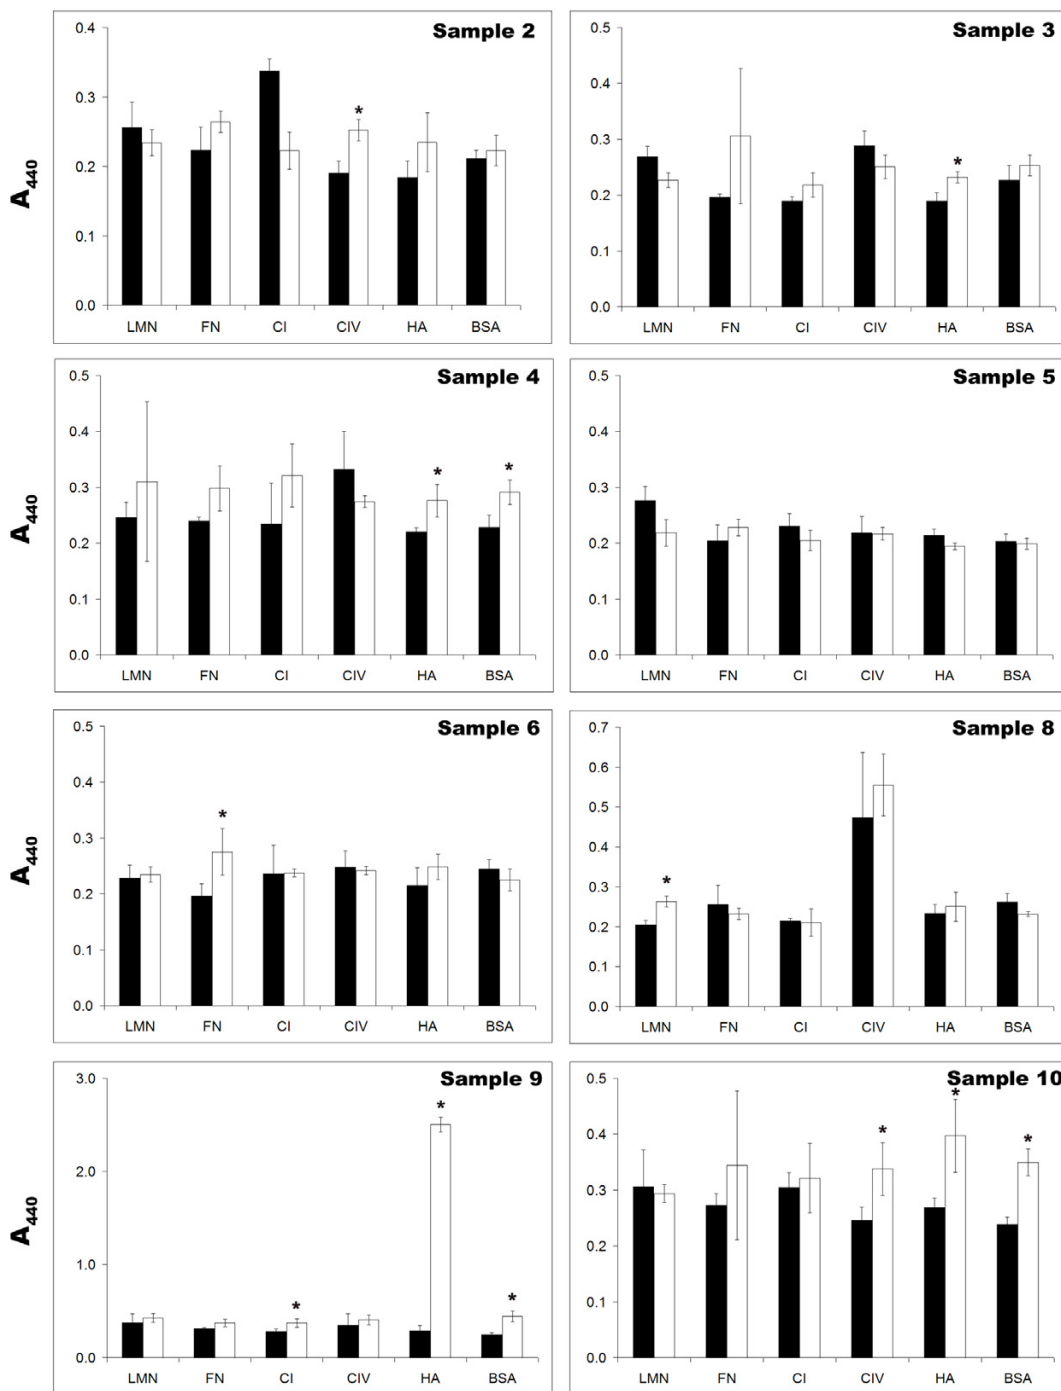 Sample 2
0.4
0.3
0.2
0.1
0.0
A440
*
LMN FN CI CIV HA BSA
Sample 3
0.5
0.4
0.3
0.2
0.1
0.0
*
LMN FN CI CIV HA BSA
Sample 4
0.5
0.4
0.3
0.2
0.1
0.0
A440
* *
LMN FN CI CIV HA BSA
Sample 5
0.5
0.4
0.3
0.2
0.1
0.0
LMN FN CI CIV HA BSA
Sample 6
0.5
0.4
0.3
0.2
0.1
0.0
A440
*
LMN FN CI CIV HA BSA
Sample 8
0.7
0.6
0.5
0.4
0.3
0.2
0.1
0.0
*
LMN FN CI CIV HA BSA
Sample 9
3.0
2.0
1.0
0.0
A440
* * *
LMN FN CI CIV HA BSA
Sample 10
0.5
0.4
0.3
0.2
0.1
0.0
* * *
LMN FN CI CIV HA BSA